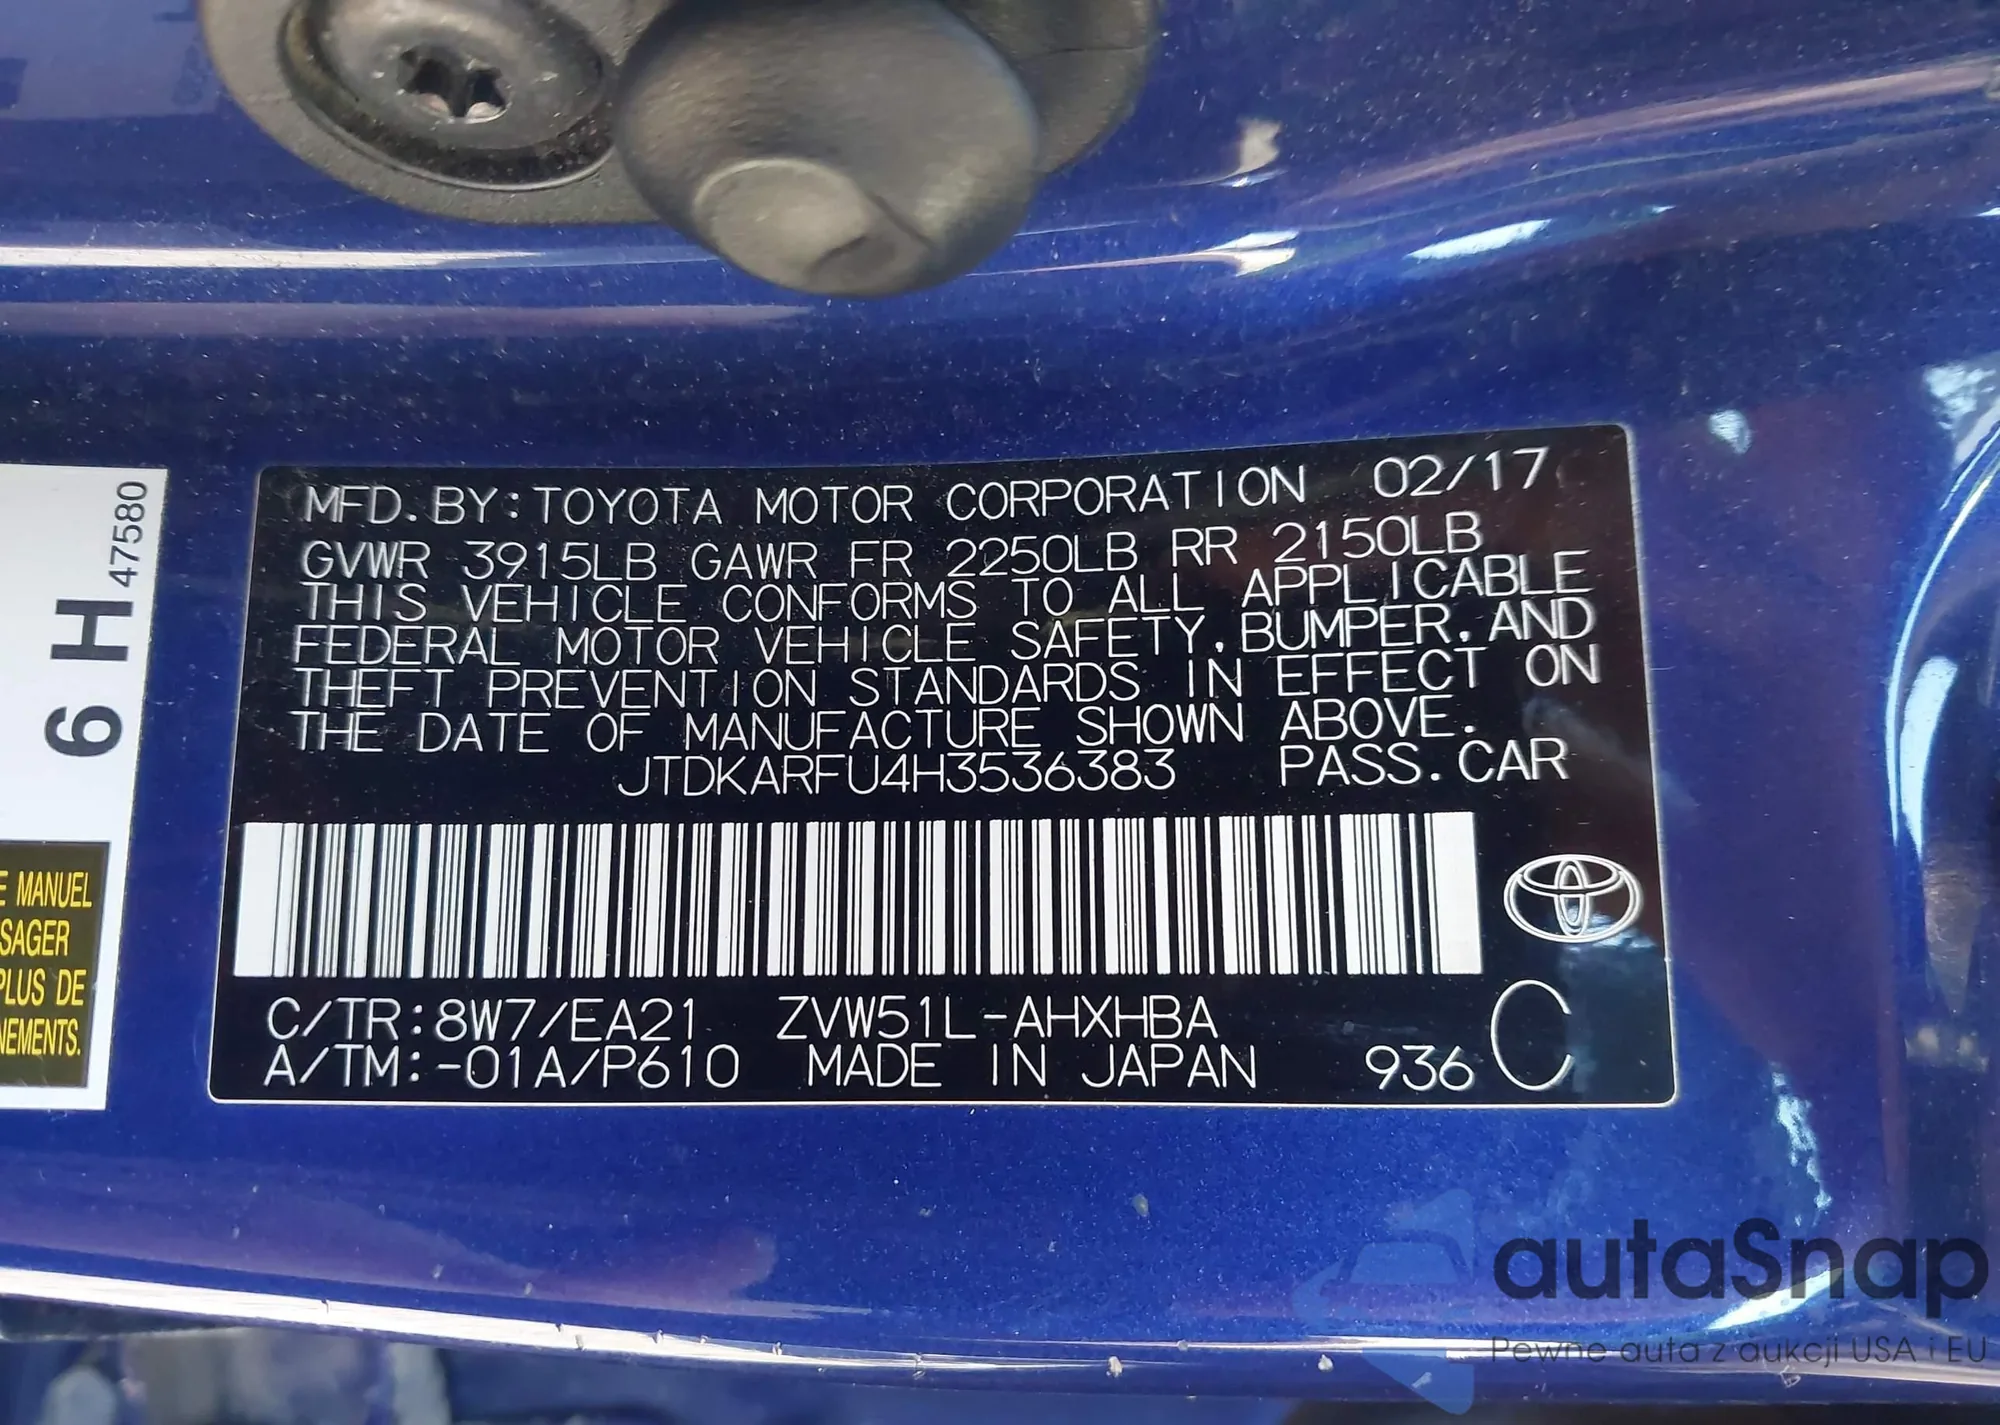 MFD.BY:TOYOTA MOTOR CORPORATION 02/17
GVWR 3915LB GAWR FR 2250LB RR 2150LB
THIS VEHICLE CONFORMS TO ALL APPLICABLE
FEDERAL MOTOR VEHICLE SAFETY,BUMPER,AND
THEFT PREVENTION STANDARDS IN EFFECT ON
THE DATE OF MANUFACTURE SHOWN ABOVE.
JTDKARFU4H3536383 PASS.CAR
C/TR:8W7/EA21 ZVW51L-AHXHBA
A/TM:-01A/P610 MADE IN JAPAN 936 C
6 H 47580
E MANUEL
SAGER
PLUS DE
NEMENTS.
autaSnap
Pewne auta z aukcji USA i EU